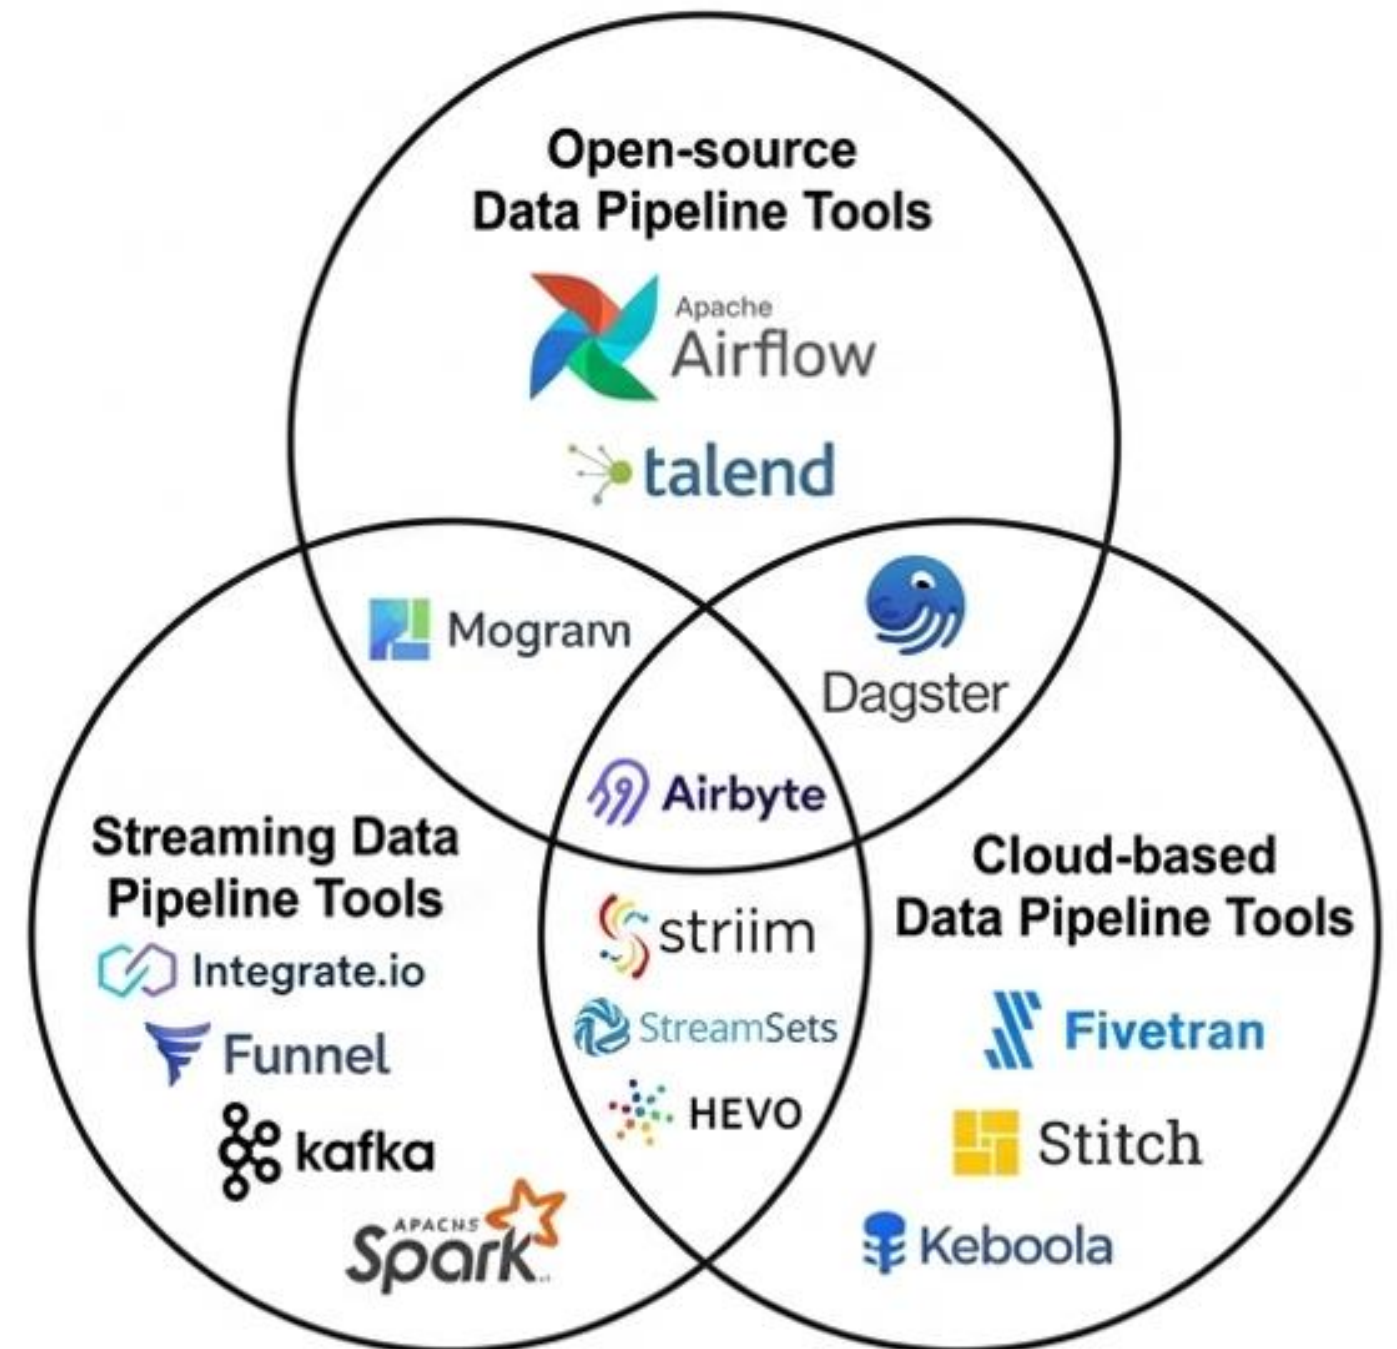 Open-source
Data Pipeline Tools
Apache
Airflow
talend
Mogram
Dagster
Airbyte
Streaming Data
Pipeline Tools
Integrate.io
Funnel
kafka
APACHS
Spark
striim
StreamSets
HEVO
Cloud-based
Data Pipeline Tools
Fivetran
Stitch
Keboola